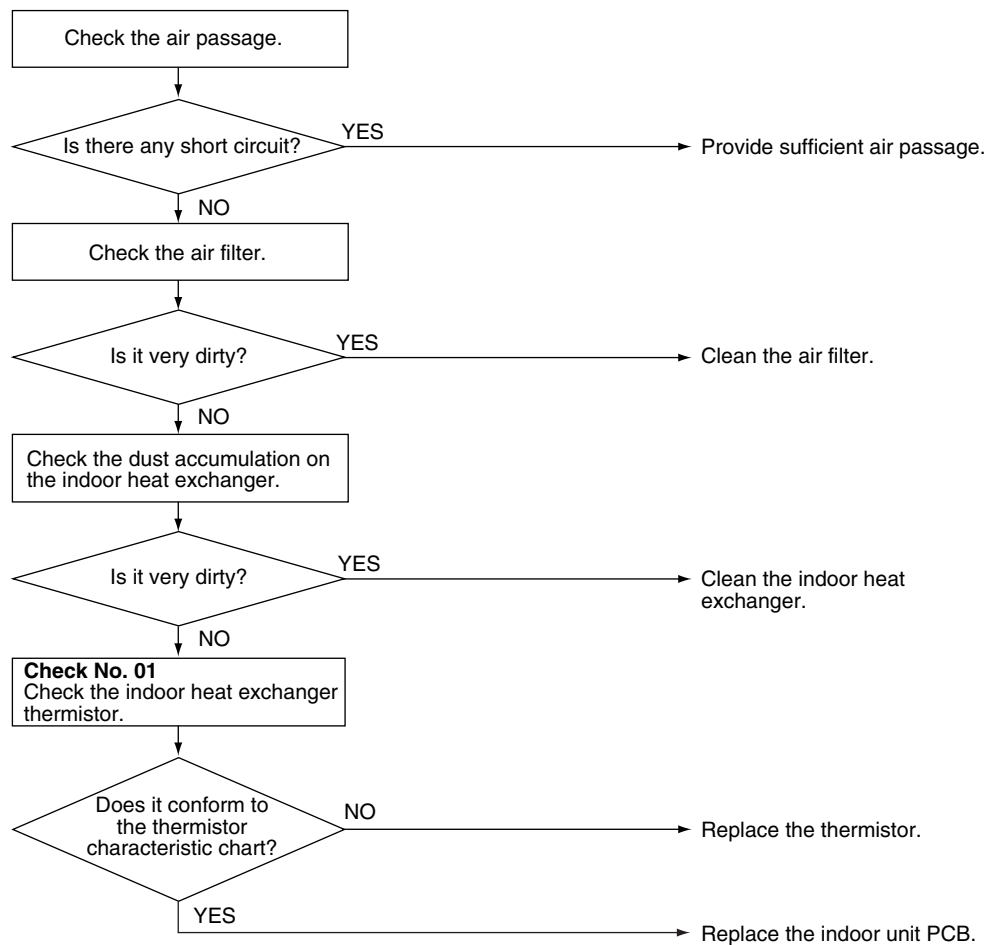 Check the air passage.
Is there any short circuit?
YES
Provide sufficient air passage.
NO
Check the air filter.
Is it very dirty?
YES
Clean the air filter.
NO
Check the dust accumulation on
the indoor heat exchanger.
Is it very dirty?
YES
Clean the indoor heat
exchanger.
NO
Check No. 01
Check the indoor heat exchanger
thermistor.
Does it conform to
the thermistor
characteristic chart?
NO
Replace the thermistor.
YES
Replace the indoor unit PCB.